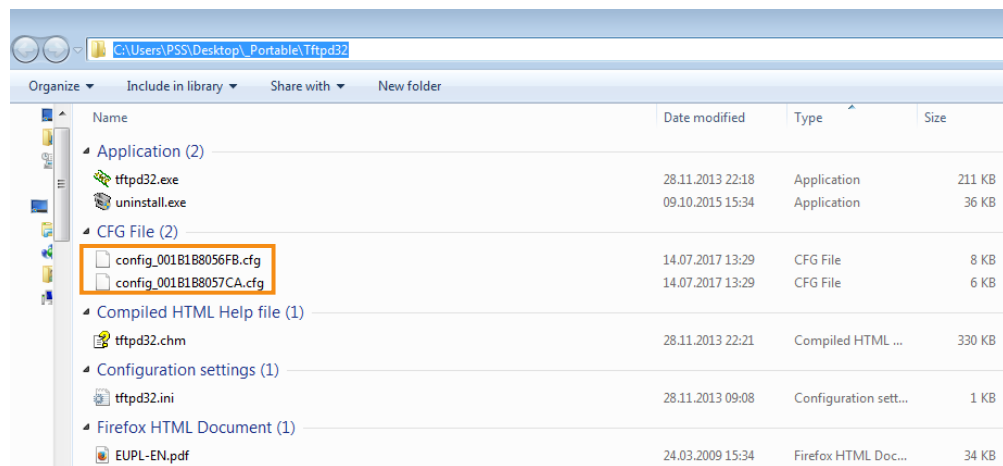 C:\Users\PSS\Desktop\_Portable\Tftpd32
Organize Include in library Share with New folder
Name Date modified Type Size
Application (2)
tftpd32.exe 28.11.2013 22:18 Application 211 KB
uninstall.exe 09.10.2015 15:34 Application 36 KB
CFG File (2)
config_001B1B8056FB.cfg 14.07.2017 13:29 CFG File 8 KB
config_001B1B8057CA.cfg 14.07.2017 13:29 CFG File 6 KB
Compiled HTML Help file (1)
tftpd32.chm 28.11.2013 22:21 Compiled HTML ... 330 KB
Configuration settings (1)
tftpd32.ini 28.11.2013 09:08 Configuration sett... 1 KB
Firefox HTML Document (1)
EUPL-EN.pdf 24.03.2009 15:34 Firefox HTML Doc... 34 KB